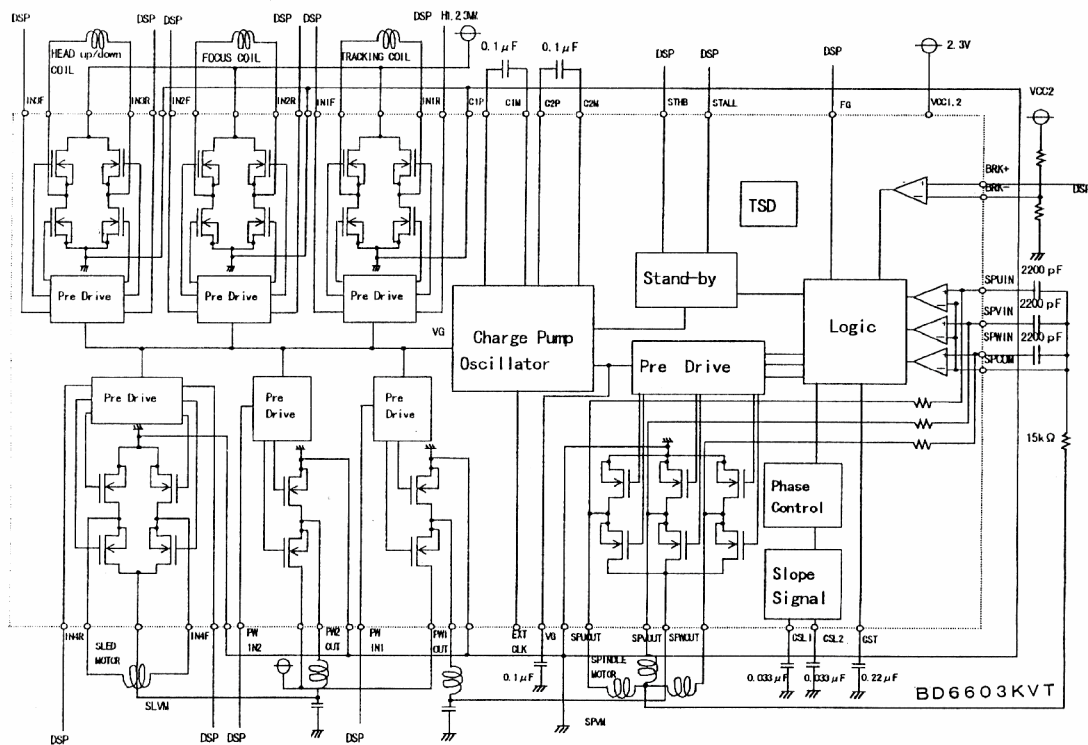 DSP
DSP
DSP
DSP
DSP
H1.23VM
0.1μF
0.1μF
DSP
DSP
DSP
2.3V
HEAD up/down
COIL
FOCUS COIL
TRACKING COIL
VCC2
IN3F
IN3R
IN2F
IN2R
IN1F
IN1R
C1P
C1M
C2P
C2M
STHB
STALL
FG
VCC1,2
BRK+
BRK-
TSD
Stand-by
Logic
Pre Drive
Pre Drive
Pre Drive
VG
Charge Pump
Oscillator
Pre Drive
SPUIN
2200pF
SPVIN
2200pF
SPWIN
2200pF
SPCOM
15kΩ
Pre Drive
Pre
Drive
Pre
Drive
Phase
Control
Slope
Signal
IN4R
IN4F
PW
IN2
PW2
OUT
PW
IN1
PW1
OUT
EXT
CLK
VG
SPUOUT
SPVOUT
SPWOUT
CSL1
CSL2
CST
SLED
MOTOR
SPINDLE
MOTOR
0.1μF
0.033μF
0.033μF
0.22μF
SLVM
SPVM
BD6603KVT
DSP
DSP
DSP
DSP